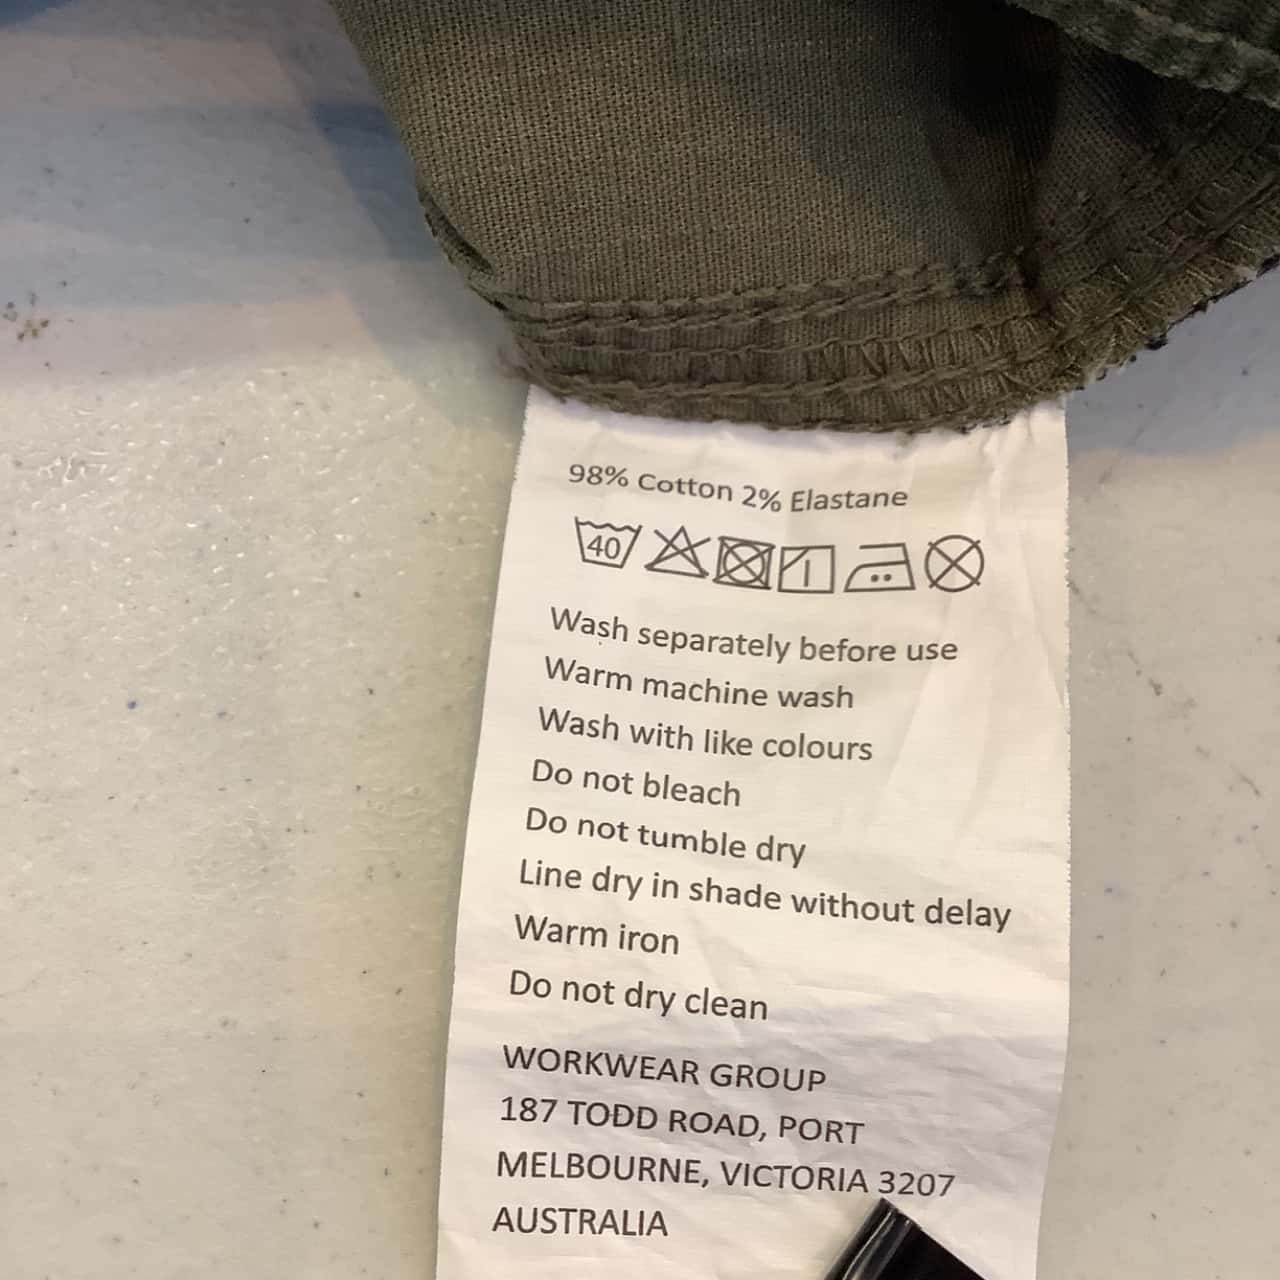 98% Cotton 2% Elastane
40
Wash separately before use
Warm machine wash
Wash with like colours
Do not bleach
Do not tumble dry
Line dry in shade without delay
Warm iron
Do not dry clean
WORKWEAR GROUP
187 TODD ROAD, PORT
MELBOURNE, VICTORIA 3207
AUSTRALIA